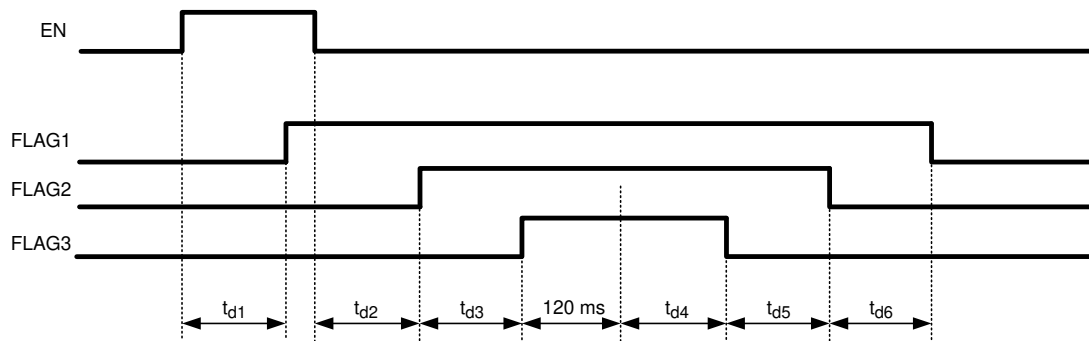 EN
FLAG1
FLAG2
FLAG3
td1 td2 td3 120 ms td4 td5 td6